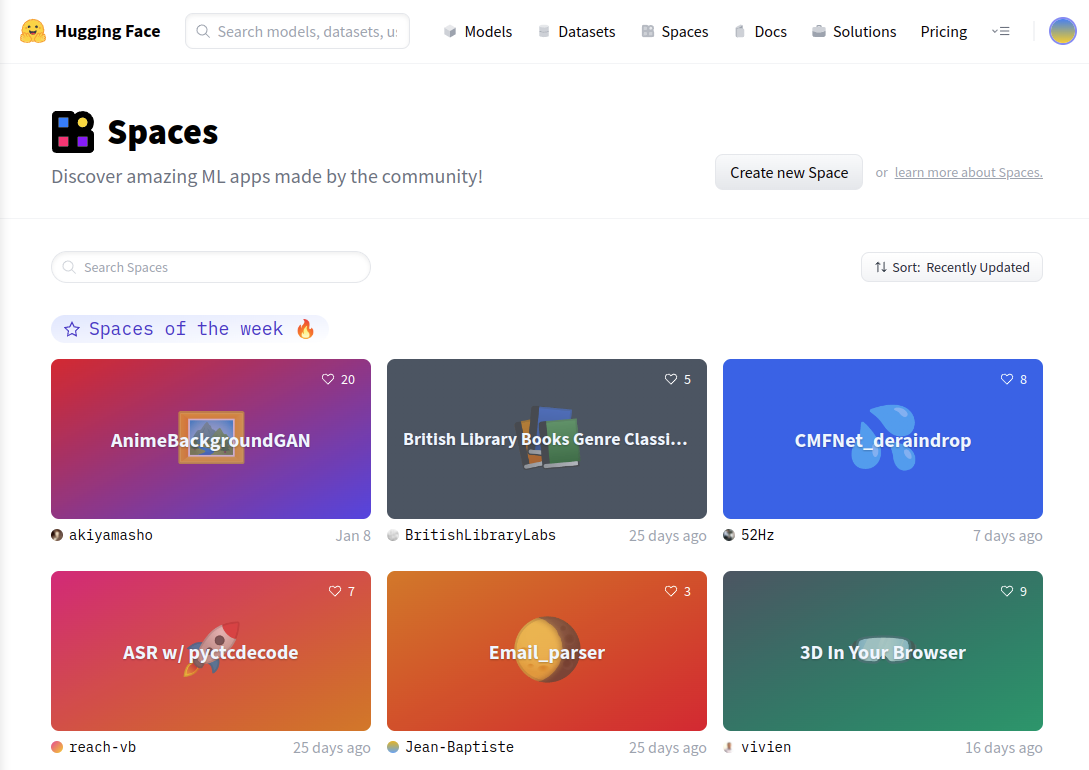 Hugging Face
Search models, datasets, us
Models
Datasets
Spaces
Docs
Solutions
Pricing
Spaces
Discover amazing ML apps made by the community!
Create new Space
or learn more about Spaces.
Search Spaces
Sort: Recently Updated
Spaces of the week 🔥
20
AnimeBackgroundGAN
akiyamasho
Jan 8
5
British Library Books Genre Classi...
BritishLibraryLabs
25 days ago
8
CMFNet_deraindrop
52Hz
7 days ago
7
ASR w/ pyctcdecode
reach-vb
25 days ago
3
Email_parser
Jean-Baptiste
25 days ago
9
3D In Your Browser
vivien
16 days ago